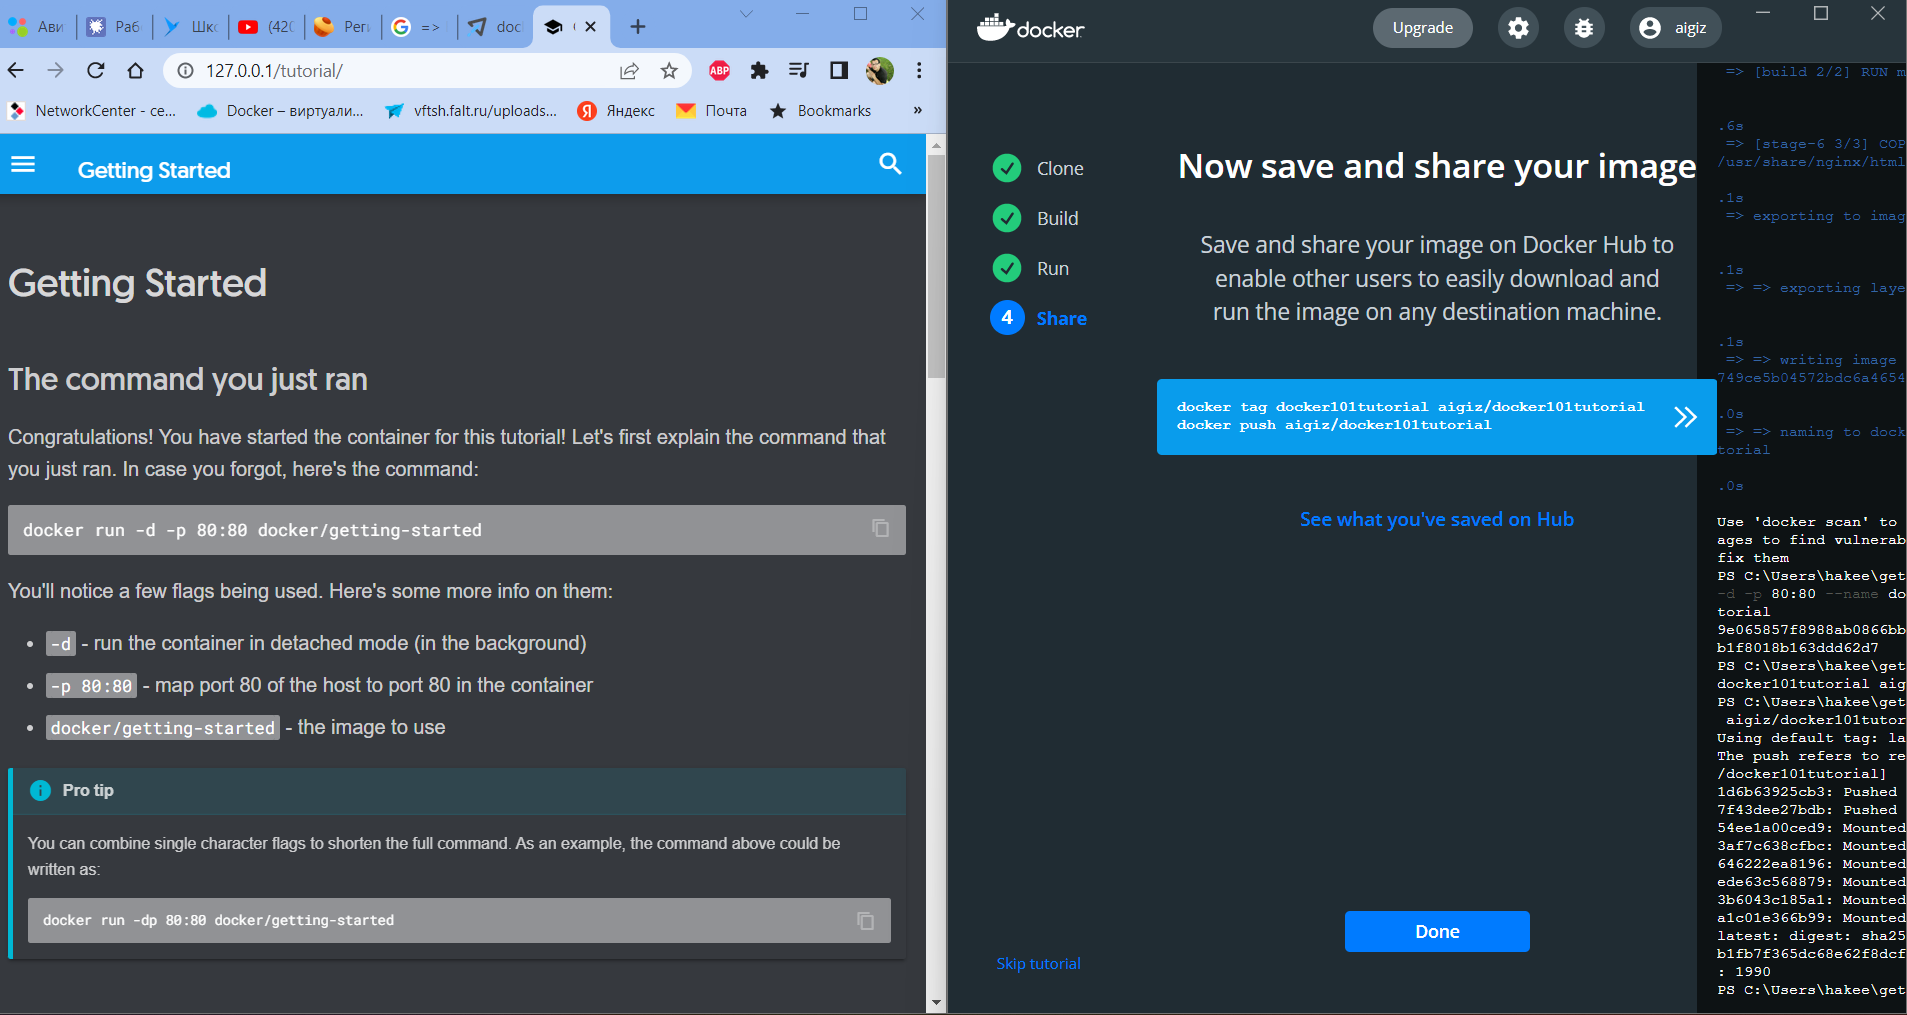 Ави
Раб
Шк
(420
Реги
=>
doc
127.0.0.1/tutorial/
ABP
NetworkCenter - се...
Docker – виртуали...
vftsh.falt.ru/uploads...
Яндекс
Почта
Bookmarks
»
Getting Started
Getting Started
The command you just ran
Congratulations! You have started the container for this tutorial! Let's first explain the command that
you just ran. In case you forgot, here's the command:
docker run -d -p 80:80 docker/getting-started
You'll notice a few flags being used. Here's some more info on them:
-d - run the container in detached mode (in the background)
-p 80:80 - map port 80 of the host to port 80 in the container
docker/getting-started - the image to use
Pro tip
You can combine single character flags to shorten the full command. As an example, the command above could be
written as:
docker run -dp 80:80 docker/getting-started
docker
Upgrade
aigiz
Clone
Build
Run
4 Share
Skip tutorial
Now save and share your image
Save and share your image on Docker Hub to
enable other users to easily download and
run the image on any destination machine.
docker tag docker101tutorial aigiz/docker101tutorial
docker push aigiz/docker101tutorial
See what you've saved on Hub
Done
=> [build 2/2] RUN m
.6s
=> [stage-6 3/3] COP
/usr/share/nginx/html
.1s
=> exporting to imag
.1s
=> => exporting laye
.1s
=> => writing image
749ce5b04572bdc6a4654
.0s
=> => naming to dock
torial
.0s
Use 'docker scan' to
ages to find vulnerab
fix them
PS C:\Users\hakee\get
-d -p 80:80 --name do
torial
9e065857f8988ab0866bb
b1f8018b163ddd62d7
PS C:\Users\hakee\get
docker101tutorial aig
PS C:\Users\hakee\get
aigiz/docker101tutor
Using default tag: la
The push refers to re
/docker101tutorial]
1d6b63925cb3: Pushed
7f43dee27bdb: Pushed
54ee1a00ced9: Mounted
3af7c638cfbc: Mounted
646222ea8196: Mounted
ede63c568879: Mounted
3b6043c185a1: Mounted
a1c01e366b99: Mounted
latest: digest: sha25
b1fb7f365dc68e62f8dcf
: 1990
PS C:\Users\hakee\get